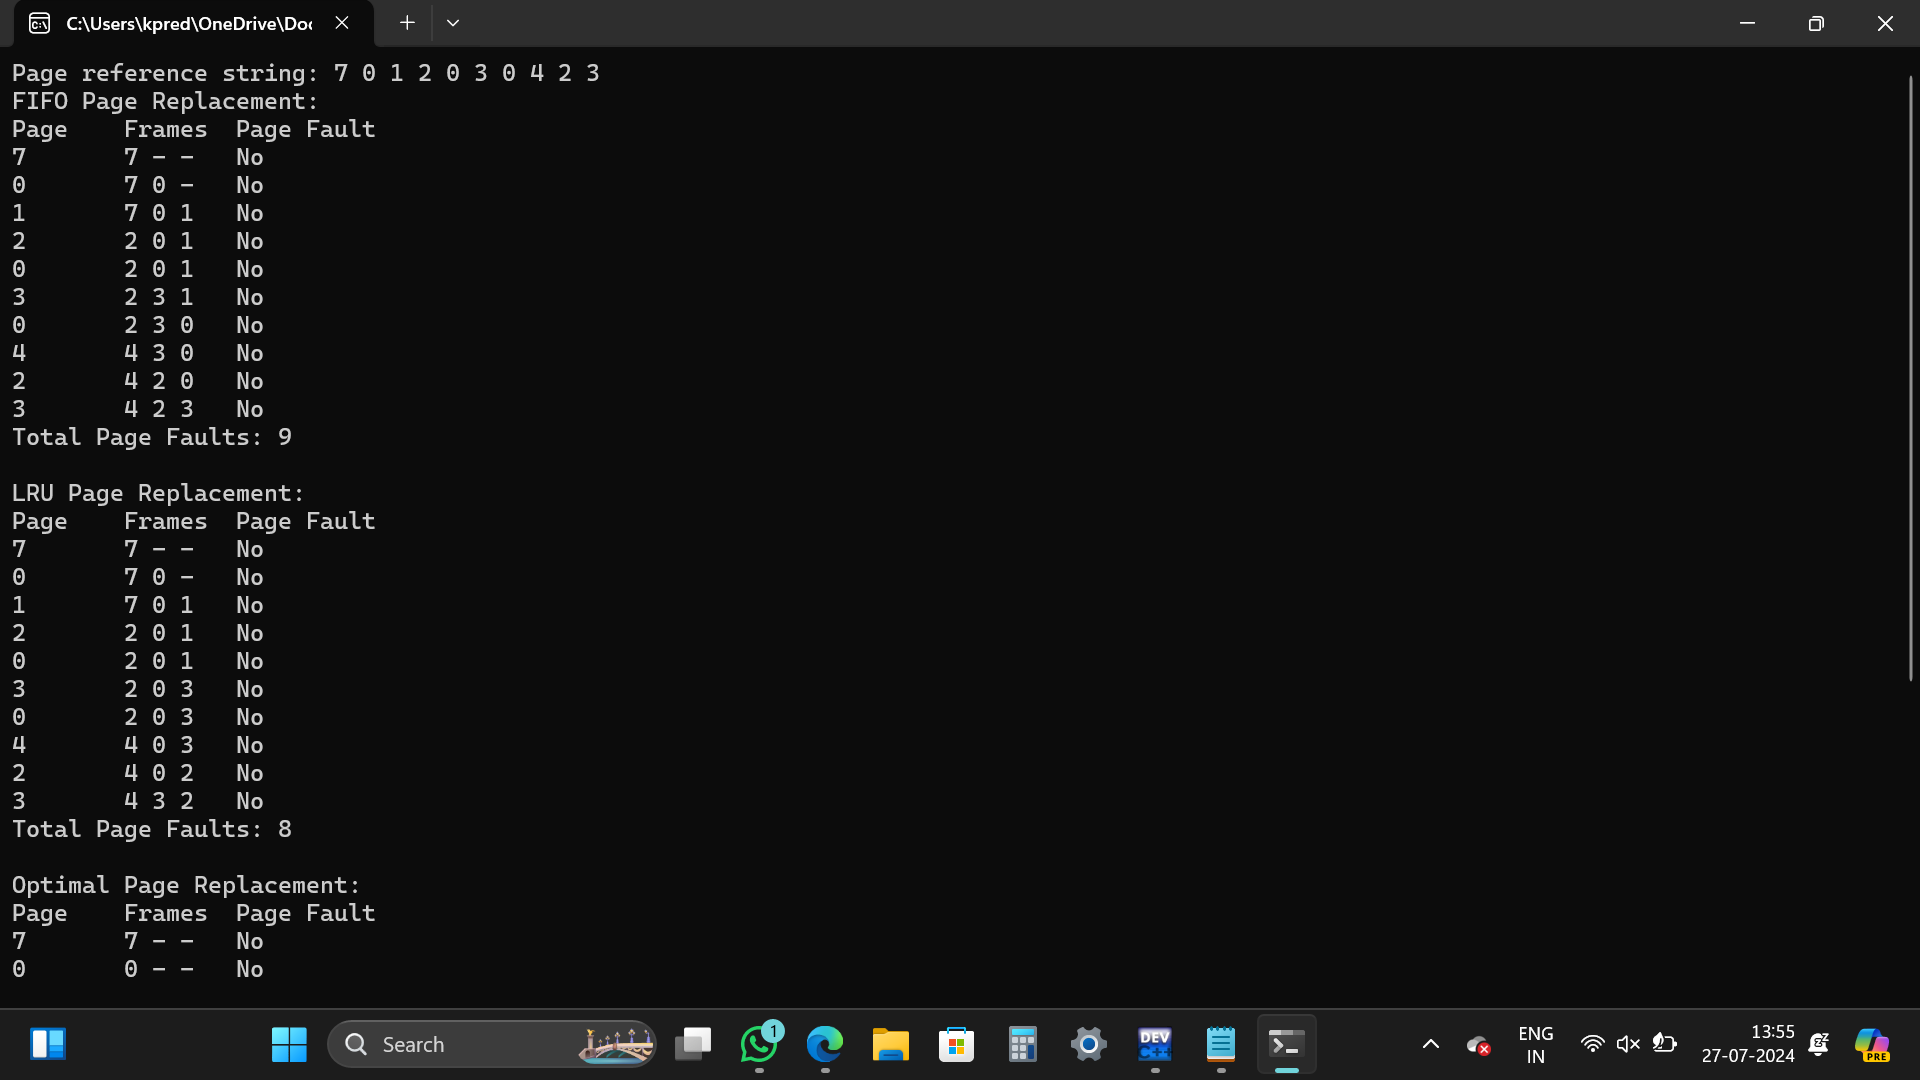 C:\Users\kpred\OneDrive\Doc
Page reference string: 7 0 1 2 0 3 0 4 2 3
FIFO Page Replacement:
Page Frames Page Fault
7 7 - - No
0 7 0 - No
1 7 0 1 No
2 2 0 1 No
0 2 0 1 No
3 2 3 1 No
0 2 3 0 No
4 4 3 0 No
2 4 2 0 No
3 4 2 3 No
Total Page Faults: 9
LRU Page Replacement:
Page Frames Page Fault
7 7 - - No
0 7 0 - No
1 7 0 1 No
2 2 0 1 No
0 2 0 1 No
3 2 0 3 No
0 2 0 3 No
4 4 0 3 No
2 4 0 2 No
3 4 3 2 No
Total Page Faults: 8
Optimal Page Replacement:
Page Frames Page Fault
7 7 - - No
0 0 - - No
Search
1
DEV
C++
ENG
IN
13:55
27-07-2024
PRE